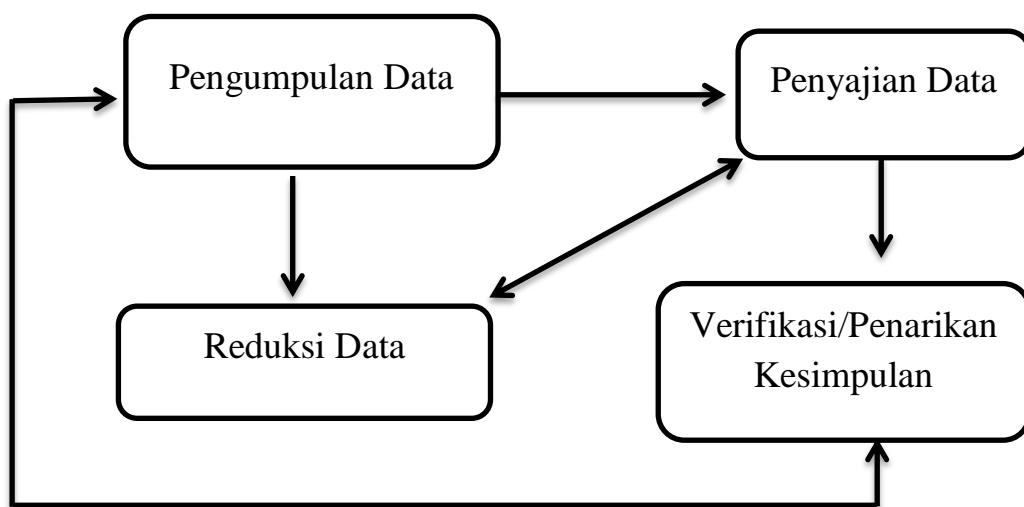 Pengumpulan Data
Penyajian Data
Reduksi Data
Verifikasi/Penarikan
Kesimpulan